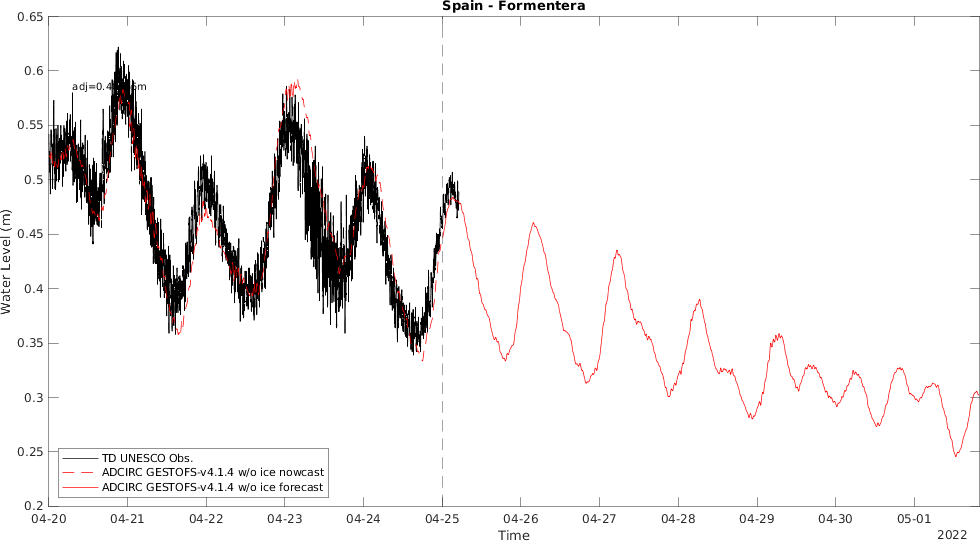 Spain - Formentera
0.65
0.6
adj=0.4
m
0.55
0.5
0.45
0.4
0.35
0.3
0.25
0.2
Water Level (m)
TD UNESCO Obs.
ADCIRC GESTOFS-v4.1.4 w/o ice nowcast
ADCIRC GESTOFS-v4.1.4 w/o ice forecast
04-20 04-21 04-22 04-23 04-24 04-25 04-26 04-27 04-28 04-29 04-30 05-01
Time
2022